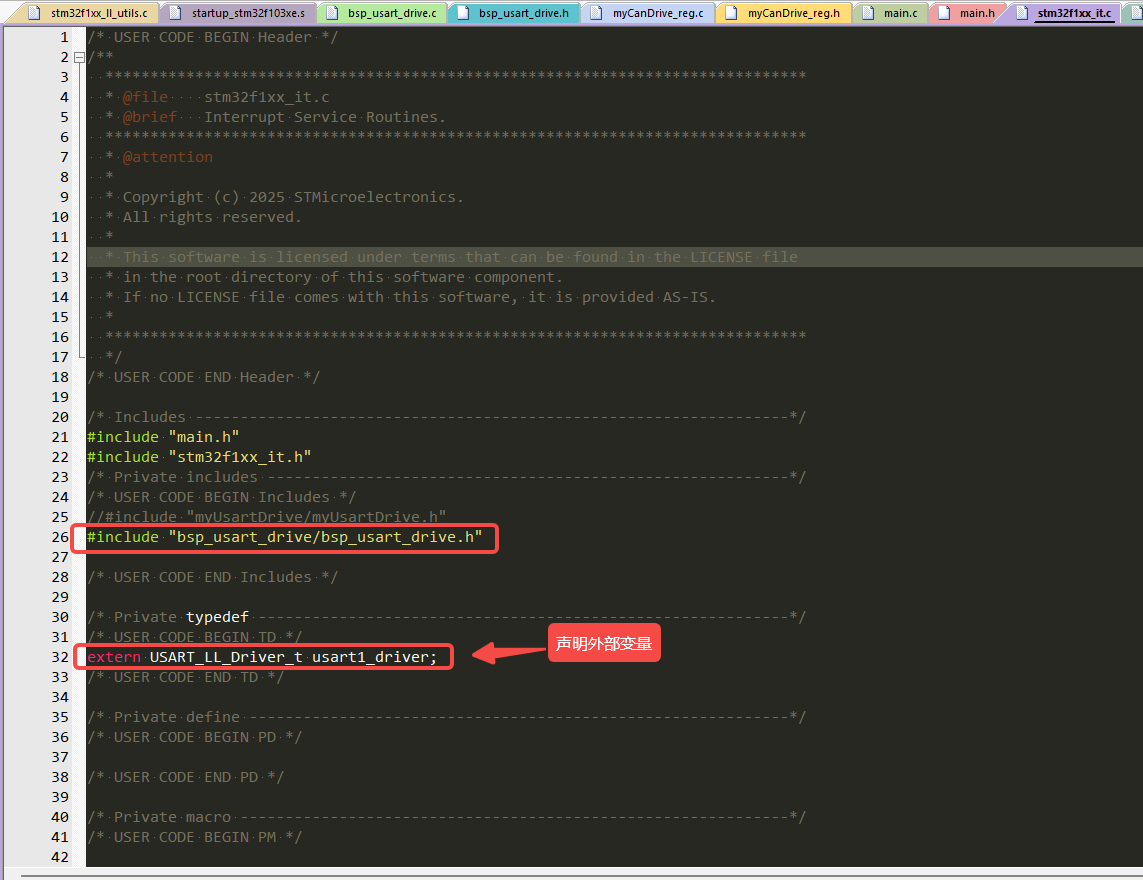 stm32f1xx_ll_utils.c startup_stm32f103xe.s bsp_usart_drive.c bsp_usart_drive.h myCanDrive_reg.c myCanDrive_reg.h main.c main.h stm32f1xx_it.c
1 /* USER CODE BEGIN Header */
2 /**
3 ******************************************************************************
4 * @file    stm32f1xx_it.c
5 * @brief   Interrupt Service Routines.
6 ******************************************************************************
7 * @attention
8 *
9 * Copyright (c) 2025 STMicroelectronics.
10 * All rights reserved.
11 *
12 * This software is licensed under terms that can be found in the LICENSE file
13 * in the root directory of this software component.
14 * If no LICENSE file comes with this software, it is provided AS-IS.
15 *
16 ******************************************************************************
17 */
18 /* USER CODE END Header */
19
20 /* Includes ------------------------------------------------------------------*/
21 #include "main.h"
22 #include "stm32f1xx_it.h"
23 /* Private includes ----------------------------------------------------------*/
24 /* USER CODE BEGIN Includes */
25 //#include "myUsartDrive/myUsartDrive.h"
26 #include "bsp_usart_drive/bsp_usart_drive.h"
27
28 /* USER CODE END Includes */
29
30 /* Private typedef -----------------------------------------------------------*/
31 /* USER CODE BEGIN TD */
32 extern USART_LL_Driver_t usart1_driver;
声明外部变量
33 /* USER CODE END TD */
34
35 /* Private define ------------------------------------------------------------*/
36 /* USER CODE BEGIN PD */
37
38 /* USER CODE END PD */
39
40 /* Private macro -------------------------------------------------------------*/
41 /* USER CODE BEGIN PM */
42